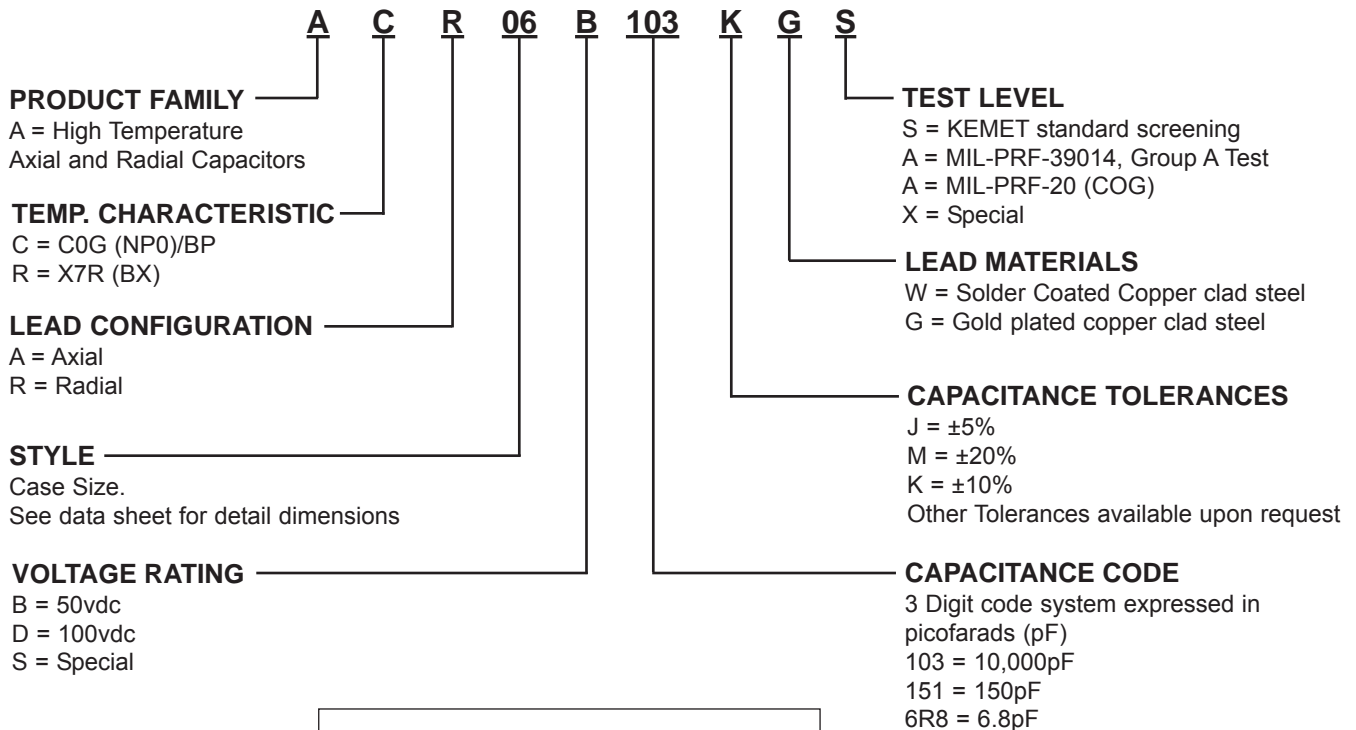 A C R 06 B 103 K G S
PRODUCT FAMILY
A = High Temperature
Axial and Radial Capacitors
TEMP. CHARACTERISTIC
C = C0G (NP0)/BP
R = X7R (BX)
LEAD CONFIGURATION
A = Axial
R = Radial
STYLE
Case Size.
See data sheet for detail dimensions
VOLTAGE RATING
B = 50vdc
D = 100vdc
S = Special
TEST LEVEL
S = KEMET standard screening
A = MIL-PRF-39014, Group A Test
A = MIL-PRF-20 (COG)
X = Special
LEAD MATERIALS
W = Solder Coated Copper clad steel
G = Gold plated copper clad steel
CAPACITANCE TOLERANCES
J = ±5%
M = ±20%
K = ±10%
Other Tolerances available upon request
CAPACITANCE CODE
3 Digit code system expressed in
picofarads (pF)
103 = 10,000pF
151 = 150pF
6R8 = 6.8pF